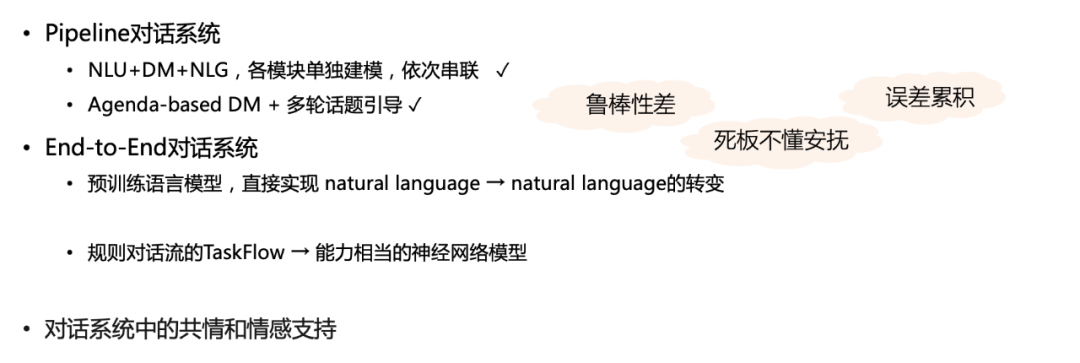 • Pipeline对话系统
• NLU+DM+NLG，各模块单独建模，依次串联 ✓
• Agenda-based DM + 多轮话题引导 ✓
鲁棒性差
误差累积
死板不懂安抚
• End-to-End对话系统
• 预训练语言模型，直接实现 natural language → natural language的转变
• 规则对话流的TaskFlow → 能力相当的神经网络模型
• 对话系统中的共情和情感支持